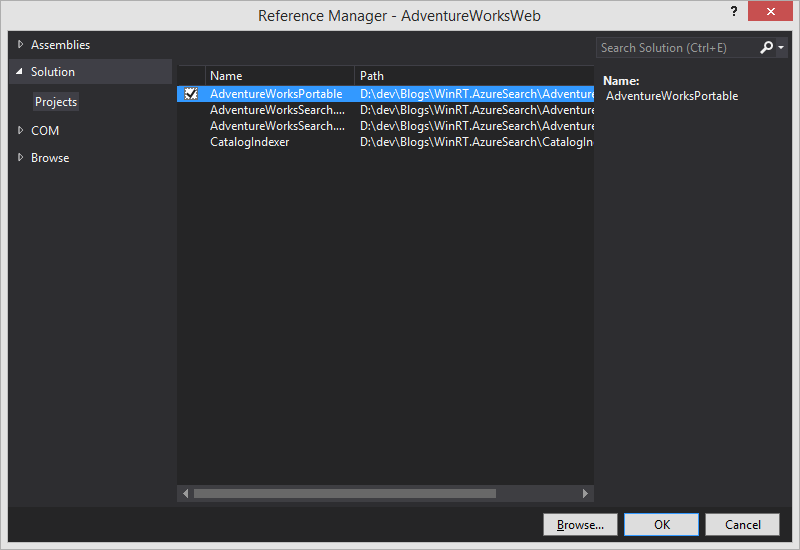 Reference Manager - AdventureWorksWeb
?
Assemblies
Solution
Projects
COM
Browse
Name Path
AdventureWorksPortable D:\dev\Blogs\WinRT.AzureSearch\Adventure
AdventureWorksSearch.... D:\dev\Blogs\WinRT.AzureSearch\Adventure
AdventureWorksSearch.... D:\dev\Blogs\WinRT.AzureSearch\Adventure
CatalogIndexer D:\dev\Blogs\WinRT.AzureSearch\CatalogIn
Search Solution (Ctrl+E)
Name:
AdventureWorksPortable
Browse... OK Cancel